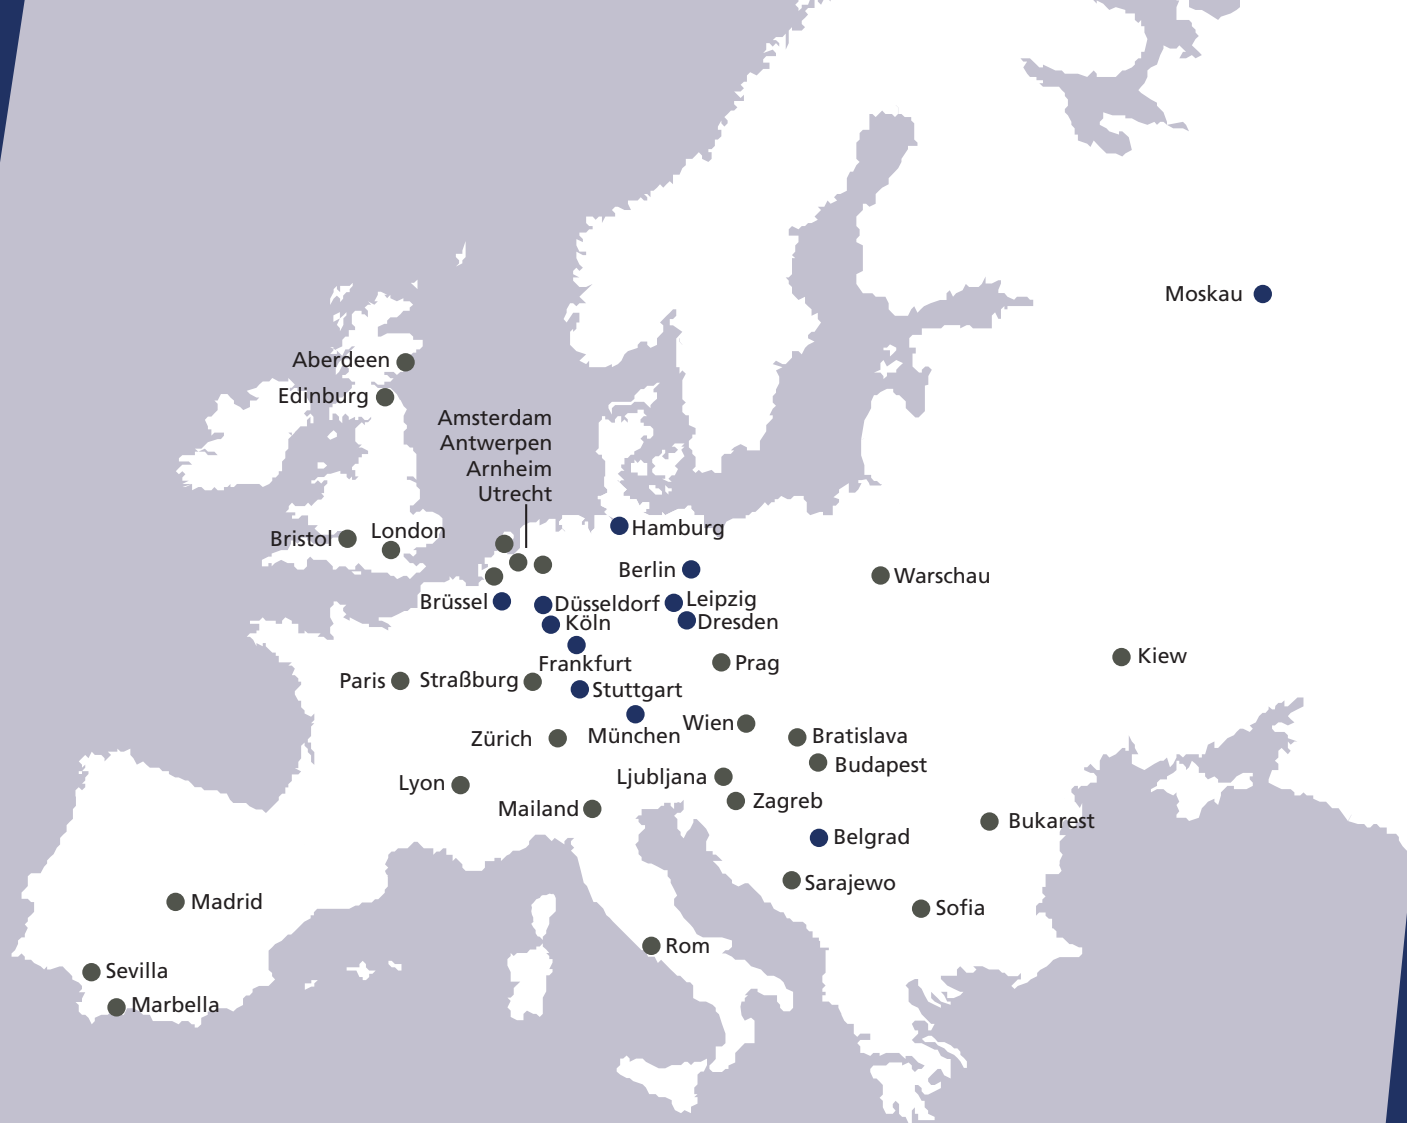 Moskau
Aberdeen
Edinburg
Amsterdam
Antwerpen
Arnheim
Utrecht
Bristol
London
Hamburg
Berlin
Warschau
Brüssel
Düsseldorf
Leipzig
Köln
Dresden
Frankfurt
Prag
Kiew
Paris
Straßburg
Stuttgart
Wien
Zürich
München
Bratislava
Budapest
Ljubljana
Lyon
Mailand
Zagreb
Bukarest
Belgrad
Sarajewo
Madrid
Sofia
Rom
Sevilla
Marbella